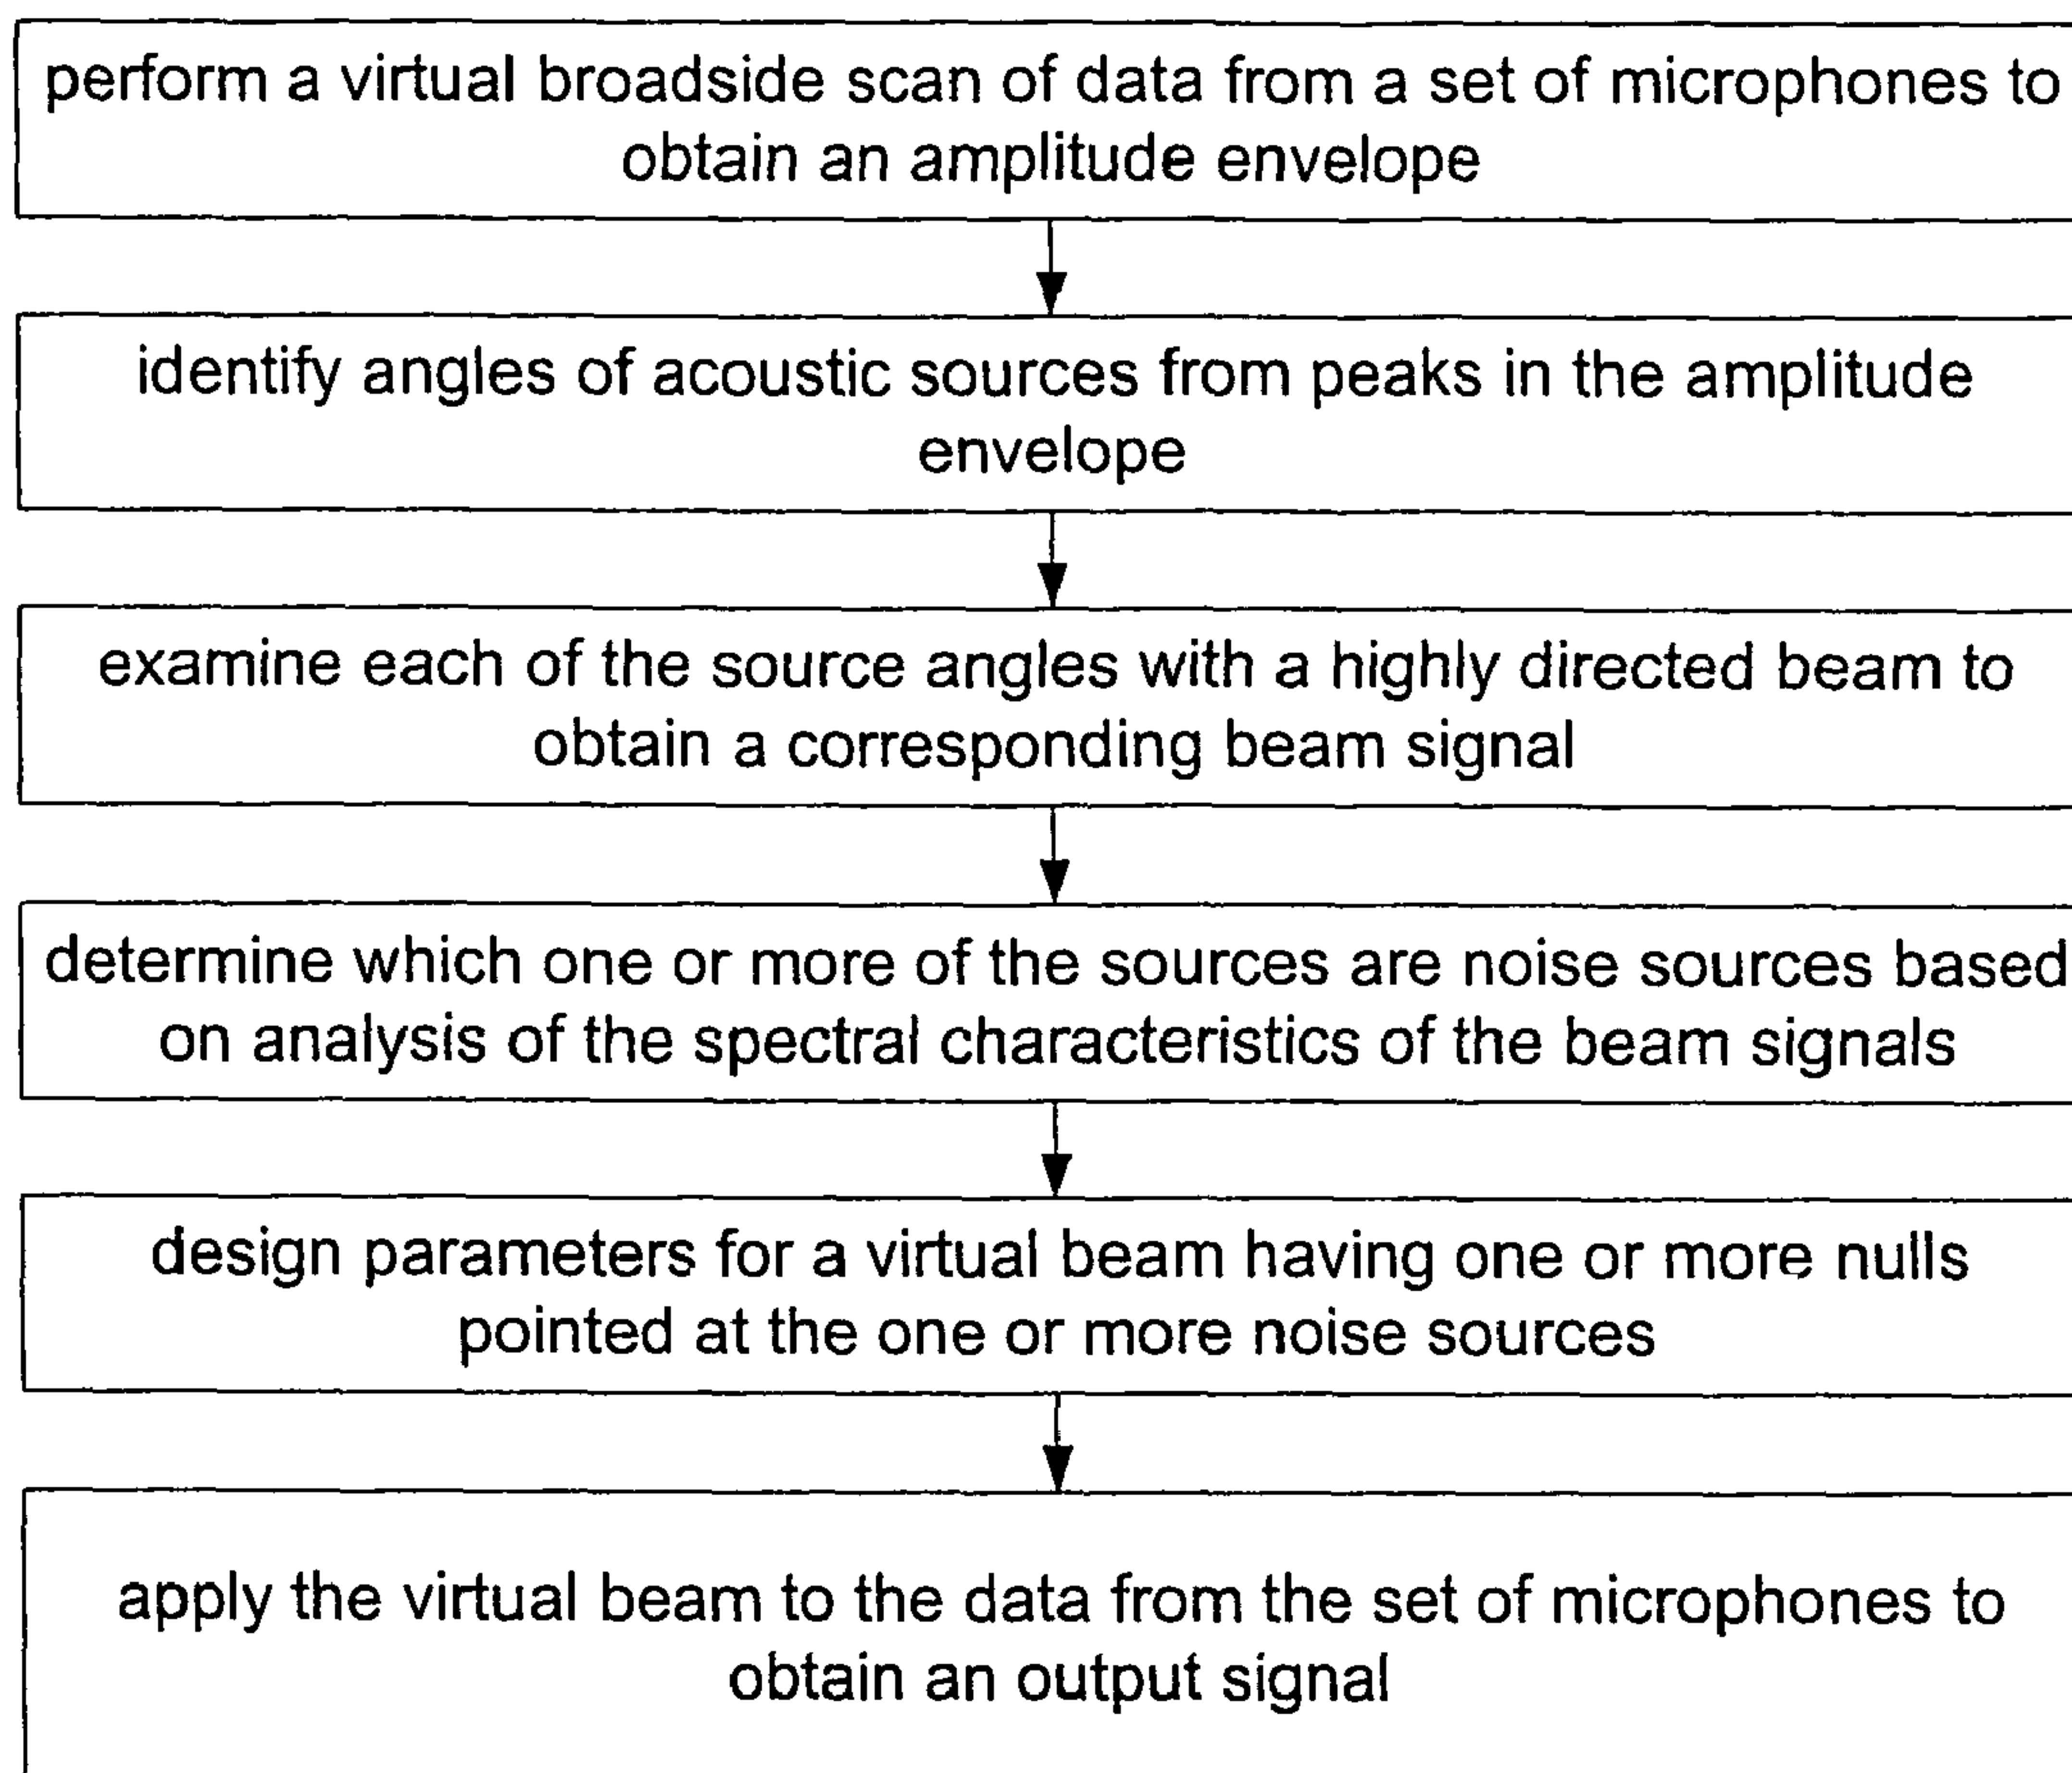 perform a virtual broadside scan of data from a set of microphones to
obtain an amplitude envelope
identify angles of acoustic sources from peaks in the amplitude
envelope
examine each of the source angles with a highly directed beam to
obtain a corresponding beam signal
determine which one or more of the sources are noise sources based
on analysis of the spectral characteristics of the beam signals
design parameters for a virtual beam having one or more nulls
pointed at the one or more noise sources
apply the virtual beam to the data from the set of microphones to
obtain an output signal